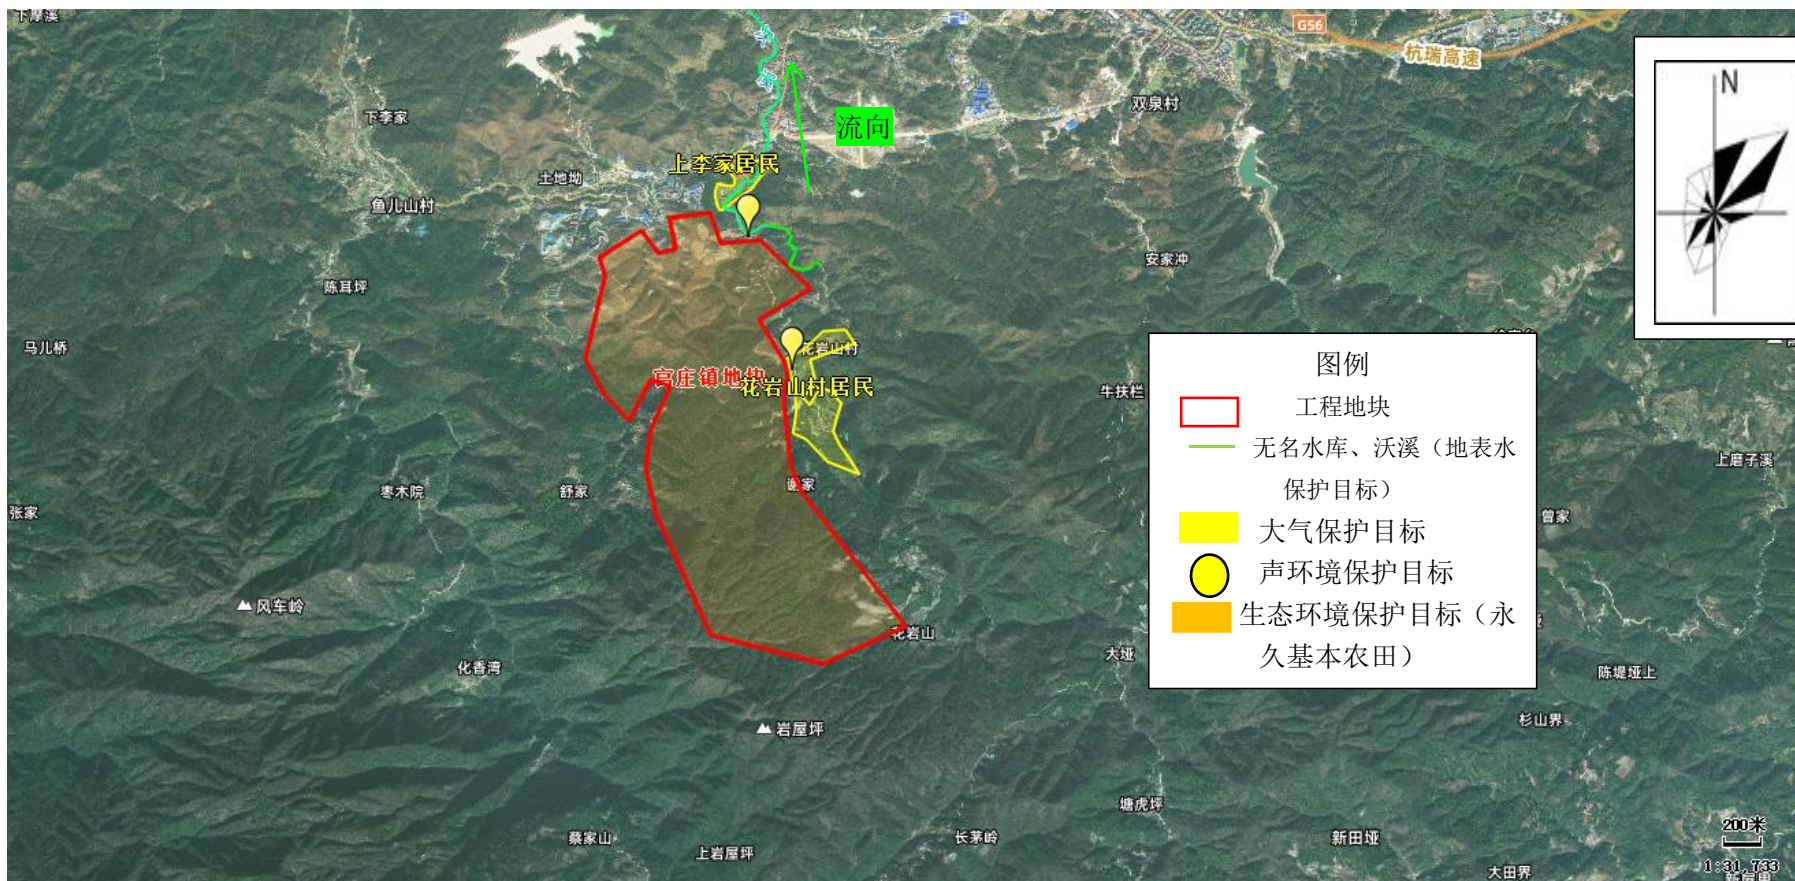 下摩溪
G56
杭瑞高速
沃
溪
N
下李家
双泉村
流向
上李家居民
土地坳
鱼儿山村
安家冲
陈耳坪
马儿桥
花岩山村
官庄镇地块
花岩山村居民
牛扶栏
图例
工程地块
无名水库、沃溪（地表水
保护目标）
大气保护目标
声环境保护目标
生态环境保护目标（永
久基本农田）
上磨子溪
枣木院
舒家
谢家
张家
曾家
风车岭
花岩山
化香湾
大垭
陈堤垭上
杉山界
岩屋坪
塘虎坪
蔡家山
上岩屋坪
长茅岭
新田垭
200米
1:31,733
大田界